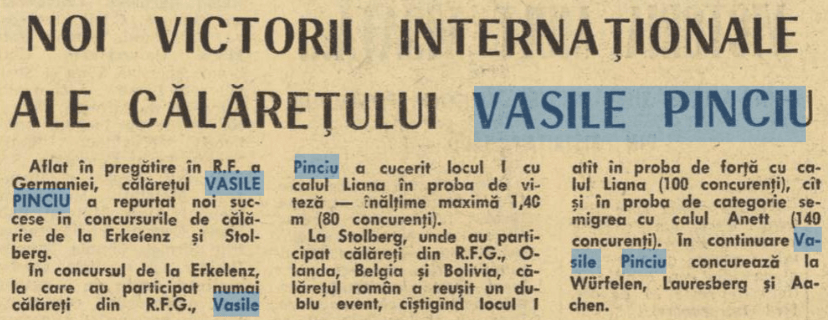 NOI VICTORII INTERNAȚIONALE
ALE CĂLĂREȚULUI VASILE PINCIU
Aflat în pregătire în R.F. a
Germaniei, călărețul VASILE
PINCIU a repurtat noi suc-
cese in concursurile de călă-
rie de la Erkeienz și Stol-
berg.
În concursul de la Erkelenz,
la care au participat numai
călăreți din R.F.G., Vasile
Pinciu a cucerit locul I cu
calul Liana în proba de vi-
teză — înălțime maximă 1,40
m (80 concurenți).
La Stolberg, unde au parti-
cipat călăreți din R.F.G., O-
landa, Belgia și Bolivia, că-
lărețul român a reușit un du-
blu event, cîștigînd locul I
atît in proba de forță cu ca-
lul Liana (100 concurenți), cît
și în proba de categorie se-
migrea cu calul Anett (140
concurenți). În continuare Va-
sile Pinciu concurează la
Würfelen, Lauresberg și Aa-
chen.